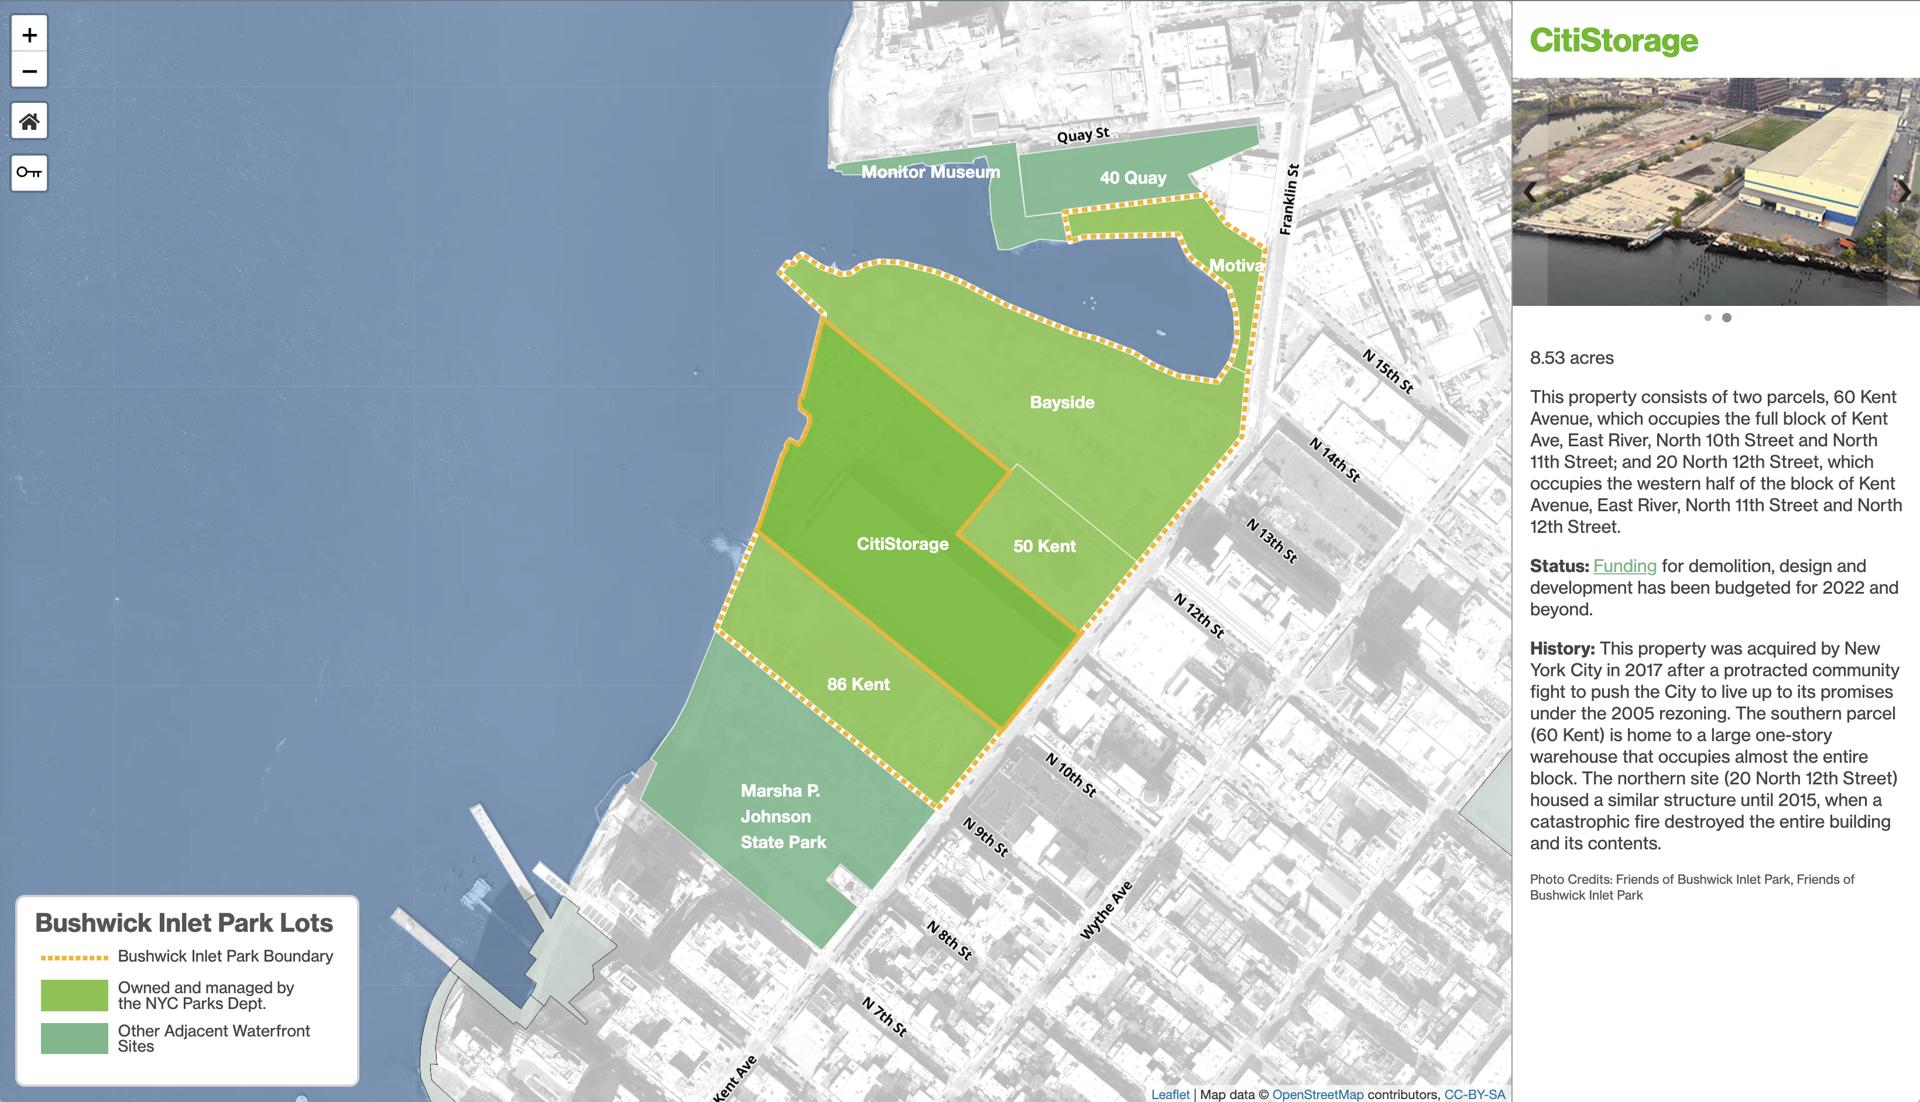 +
−
Quay St
Monitor Museum
40 Quay
Franklin St
Motiva
N 15th St
Bayside
N 14th St
N 13th St
CitiStorage
50 Kent
N 12th St
86 Kent
N 10th St
Marsha P.
Johnson
State Park
N 9th St
Wythe Ave
N 8th St
N 7th St
Kent Ave
Bushwick Inlet Park Lots
Bushwick Inlet Park Boundary
Owned and managed by
the NYC Parks Dept.
Other Adjacent Waterfront
Sites
Leaflet | Map data © OpenStreetMap contributors, CC-BY-SA
CitiStorage
8.53 acres
This property consists of two parcels, 60 Kent
Avenue, which occupies the full block of Kent
Ave, East River, North 10th Street and North
11th Street; and 20 North 12th Street, which
occupies the western half of the block of Kent
Avenue, East River, North 11th Street and North
12th Street.
Status: Funding for demolition, design and
development has been budgeted for 2022 and
beyond.
History: This property was acquired by New
York City in 2017 after a protracted community
fight to push the City to live up to its promises
under the 2005 rezoning. The southern parcel
(60 Kent) is home to a large one-story
warehouse that occupies almost the entire
block. The northern site (20 North 12th Street)
housed a similar structure until 2015, when a
catastrophic fire destroyed the entire building
and its contents.
Photo Credits: Friends of Bushwick Inlet Park, Friends of
Bushwick Inlet Park